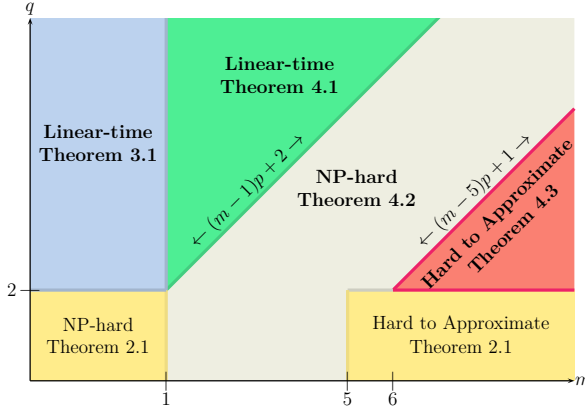 q
Linear-time
Theorem 4.1
Linear-time
Theorem 3.1
← (m − 1)p + 2 →
NP-hard
Theorem 4.2
← (m − 5)p + 1 →
Hard to Approximate
Theorem 4.3
2
NP-hard
Theorem 2.1
Hard to Approximate
Theorem 2.1
1
5
6
m